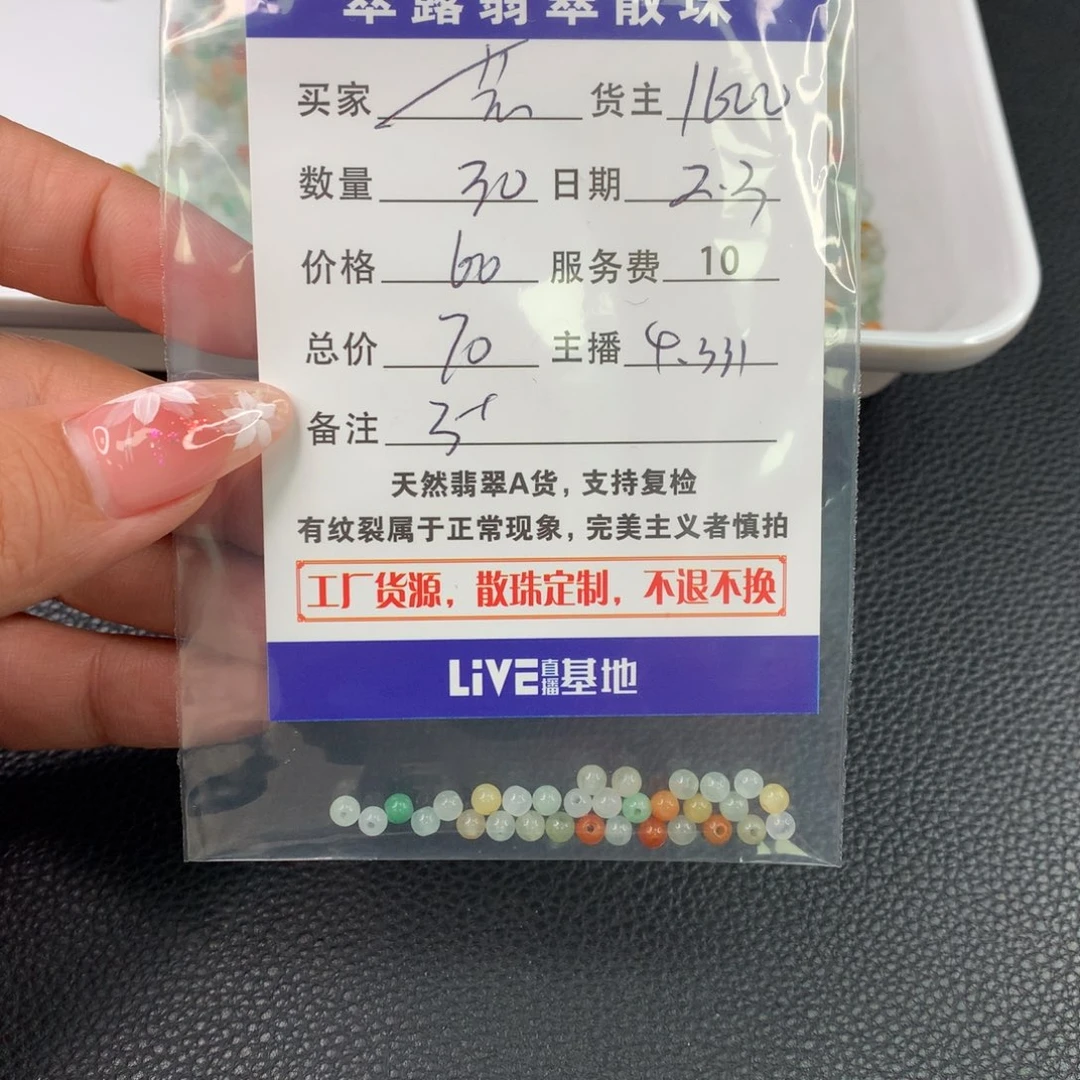 翠露翡翠散珠
买家 货主 1622
数量 30 日期 2.3
价格 60 服务费 10
总价 70 主播 4.331
备注 3+
天然翡翠A货，支持复检
有纹裂属于正常现象，完美主义者慎拍
工厂货源，散珠定制，不退不换
LiVE直播基地